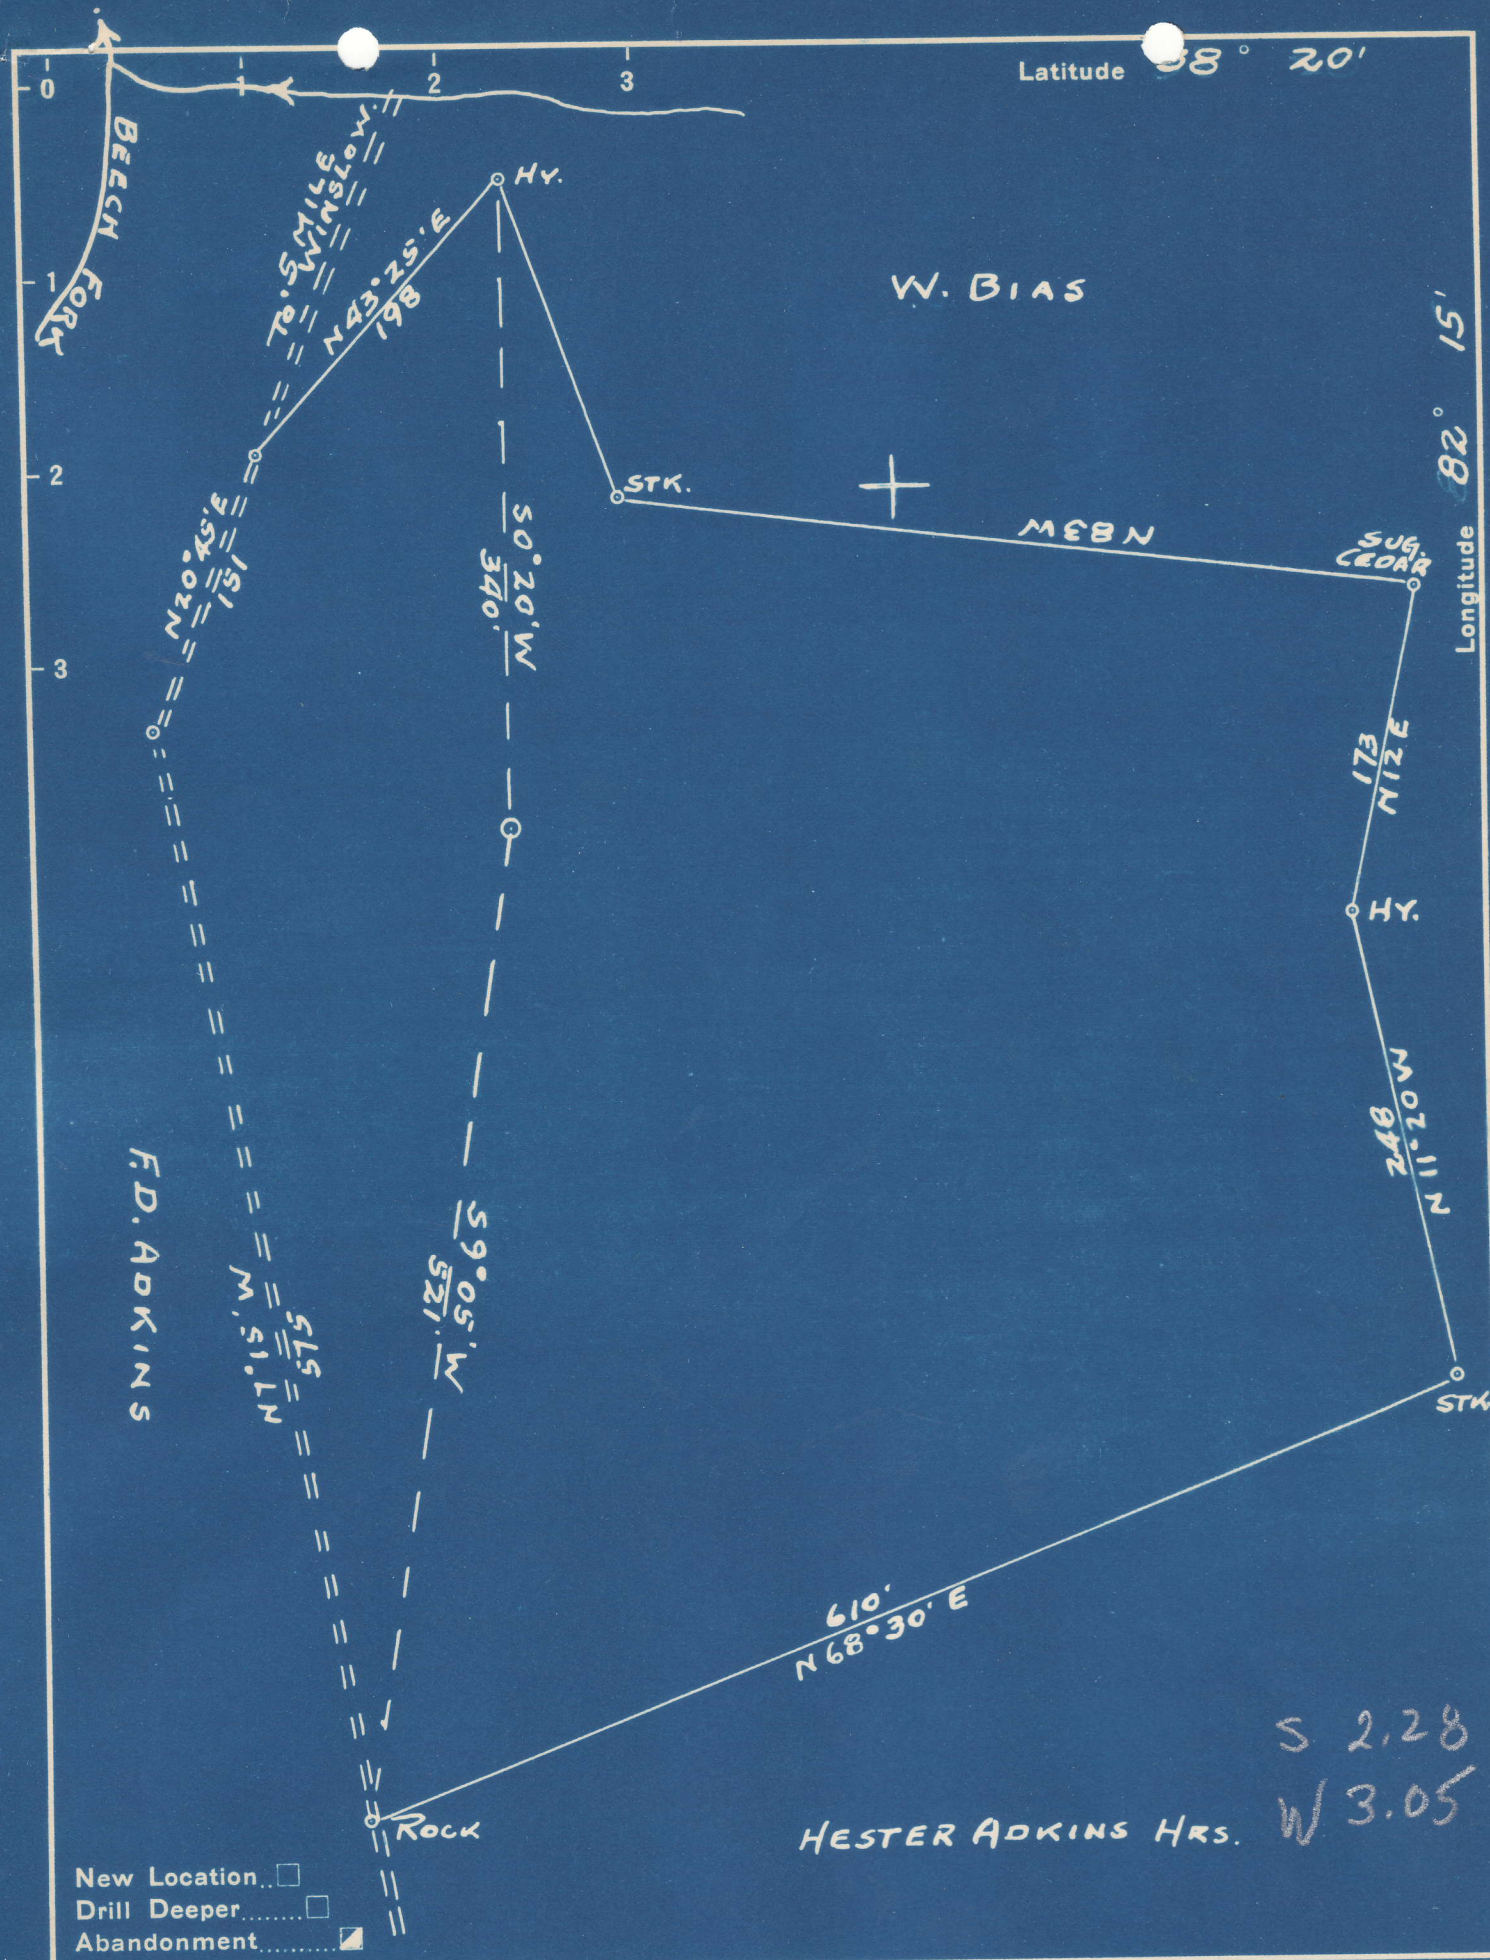 Latitude 38° 20'
0
1
2
3
1
2
3
BEECH FORK
TO 5 MILE
WINSLOW.
HY.
N 43° 25' E
198
W. BIAS
Longitude 82° 15'
STK.
N83W
SUG.
CEDAR
N20° 45' E
151
S0° 20' W
340'
173
N12E
HY.
248
N 11° 20W
STK
F.D. ADKINS
S9° 05' W
521'
575
N7° 15' W
610'
N 68° 30' E
S 2.28
W 3.05
ROCK
HESTER ADKINS HRS.
New Location..
Drill Deeper........
Abandonment..........